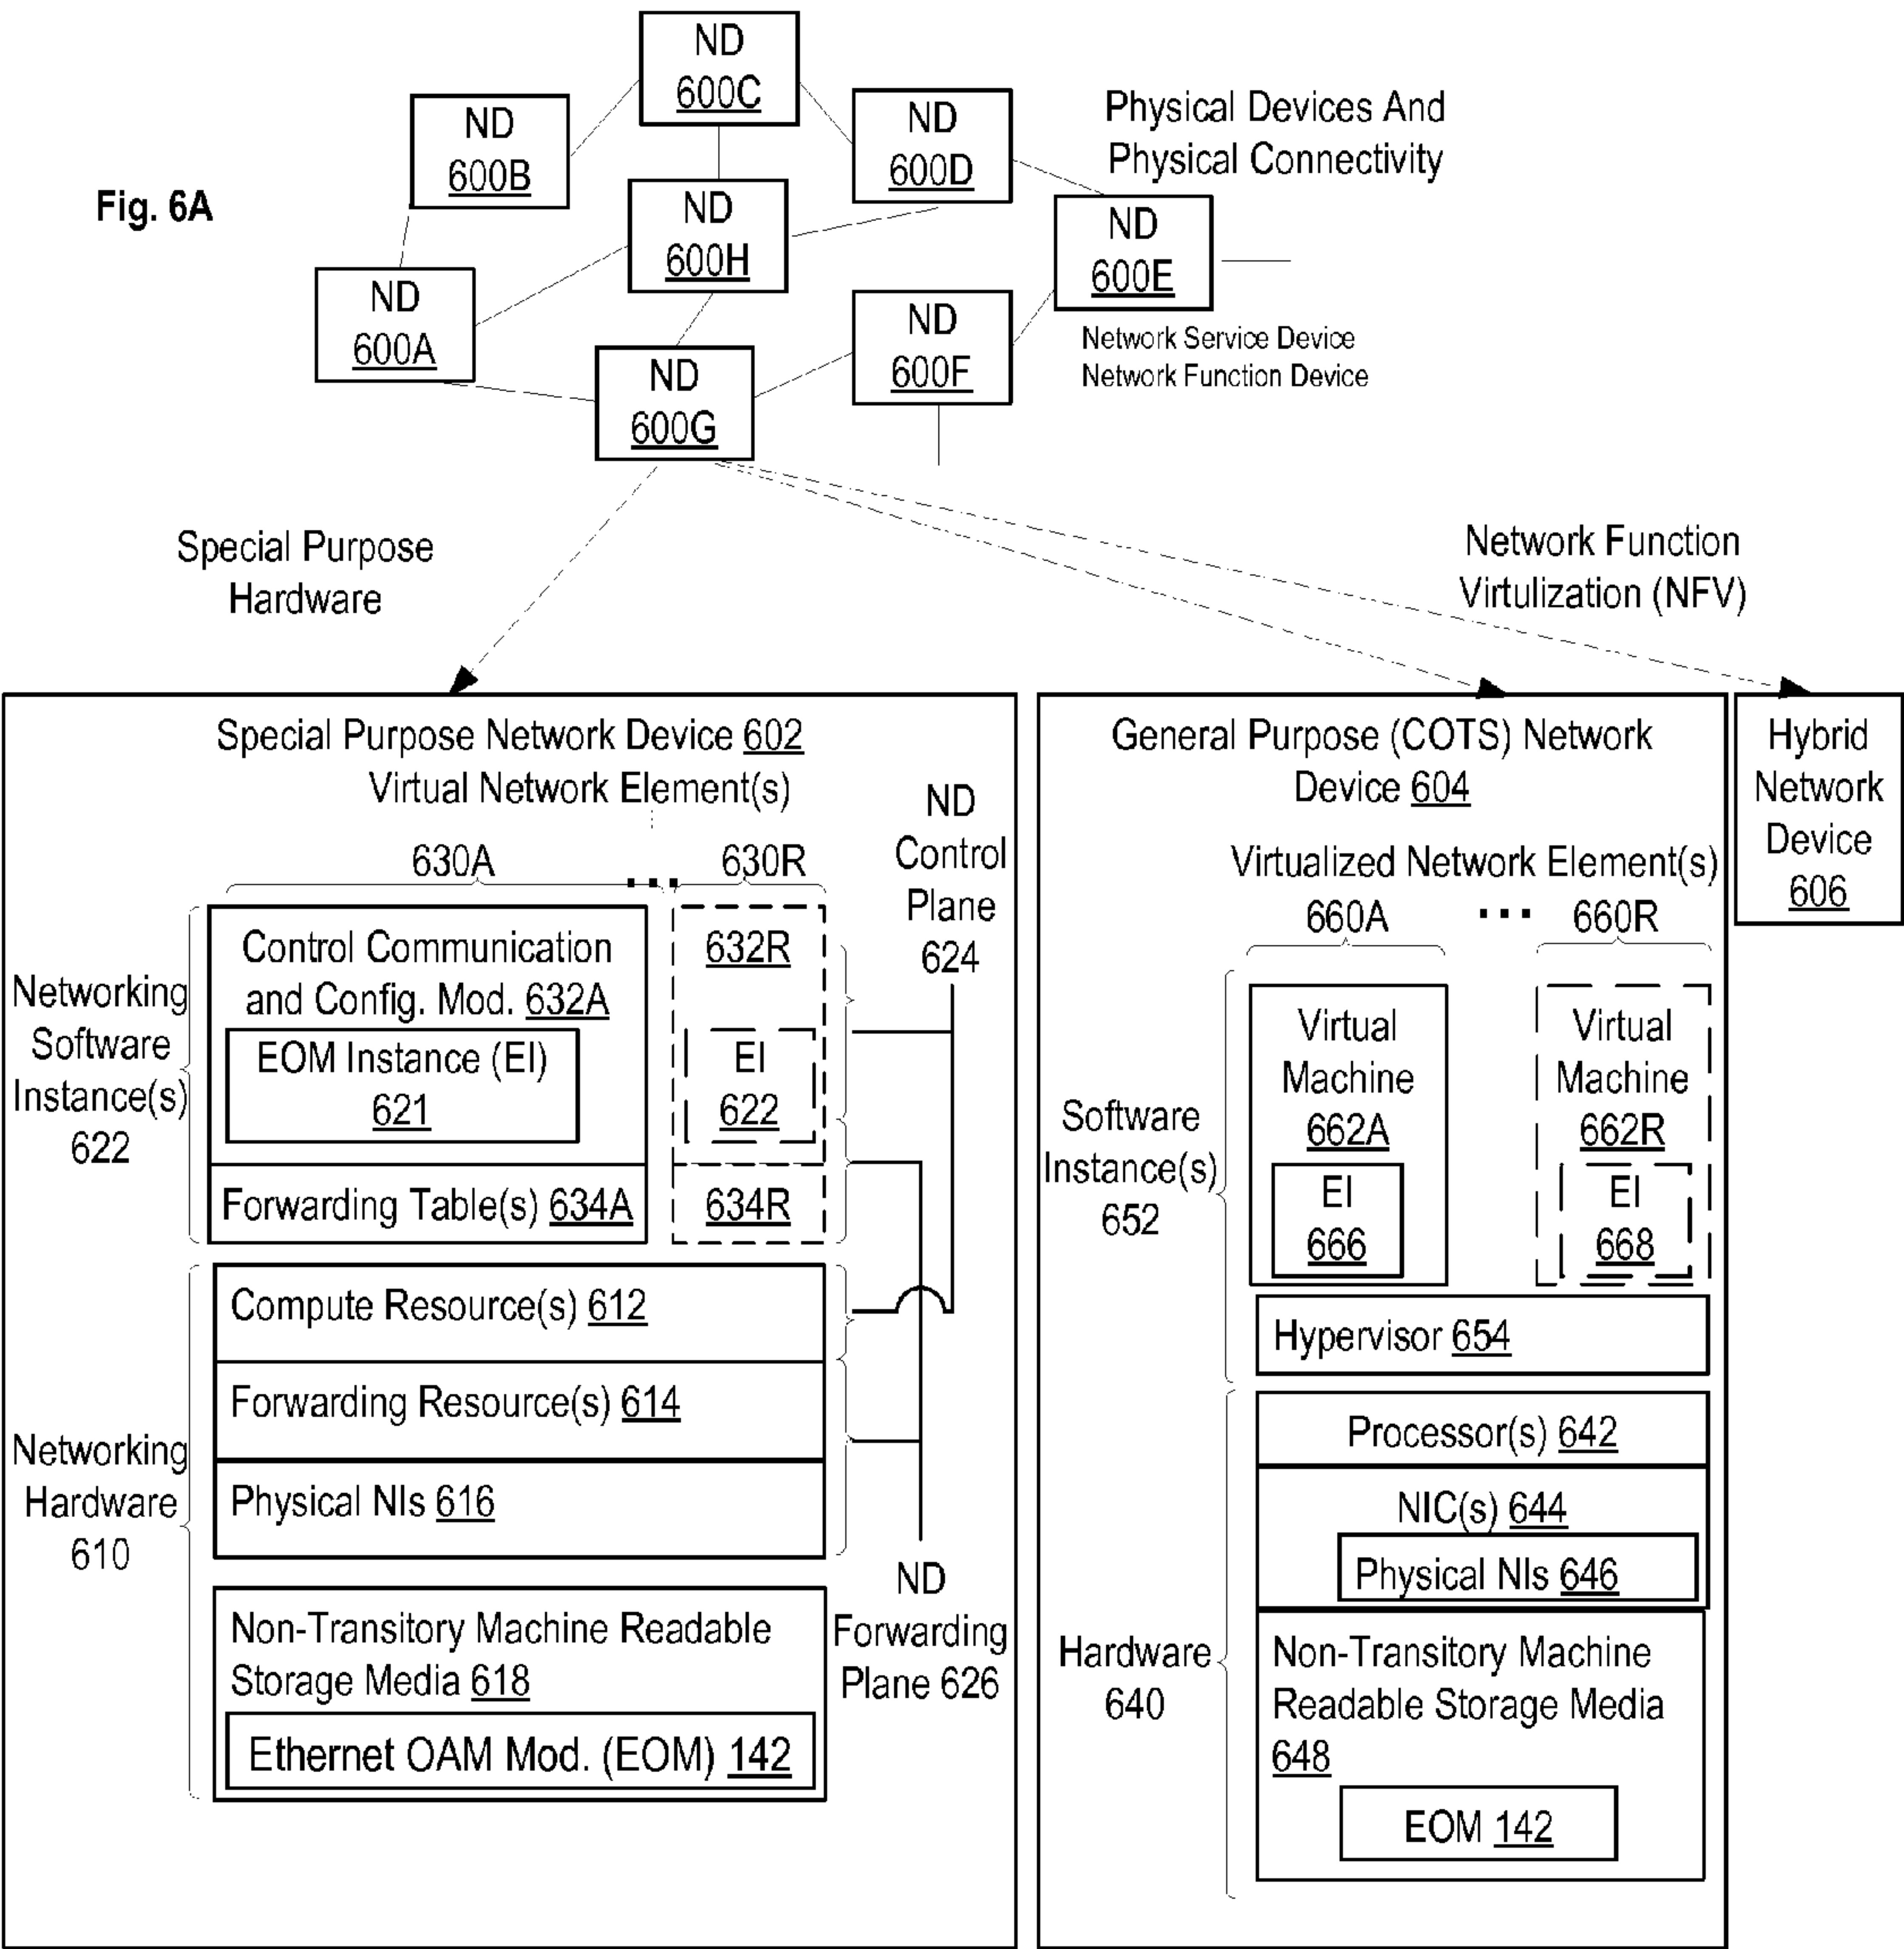 Fig. 6A
ND
600C
ND
600B
ND
600D
Physical Devices And
Physical Connectivity
ND
600H
ND
600E
ND
600A
ND
600F
Network Service Device
Network Function Device
ND
600G
Special Purpose
Hardware
Network Function
Virtulization (NFV)
Special Purpose Network Device 602
Virtual Network Element(s)
630A
...
630R
ND
Control
Plane
624
Networking
Software
Instance(s)
622
Control Communication
and Config. Mod. 632A
EOM Instance (EI)
621
Forwarding Table(s) 634A
632R
EI
622
634R
Networking
Hardware
610
Compute Resource(s) 612
Forwarding Resource(s) 614
Physical NIs 616
Non-Transitory Machine Readable
Storage Media 618
Ethernet OAM Mod. (EOM) 142
ND
Forwarding
Plane 626
General Purpose (COTS) Network
Device 604
Virtualized Network Element(s)
660A
...
660R
Software
Instance(s)
652
Virtual
Machine
662A
EI
666
Virtual
Machine
662R
EI
668
Hypervisor 654
Hardware
640
Processor(s) 642
NIC(s) 644
Physical NIs 646
Non-Transitory Machine
Readable Storage Media
648
EOM 142
Hybrid
Network
Device
606